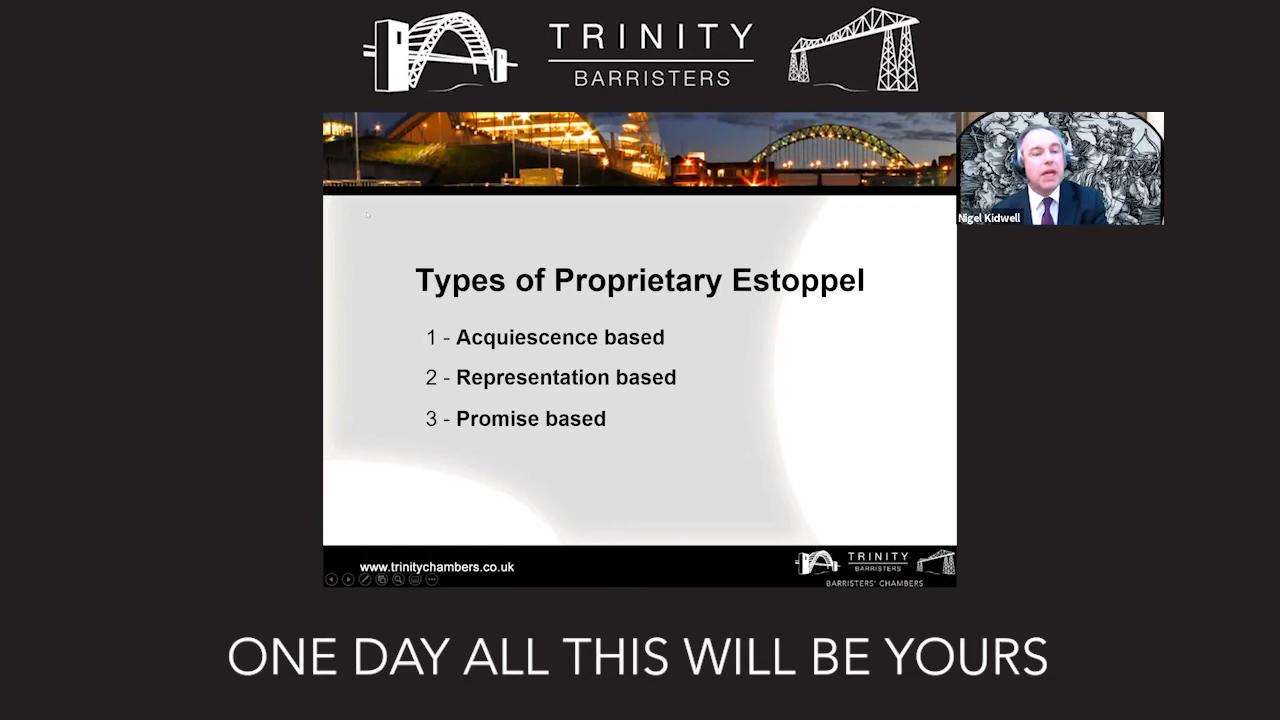 TRINITY
BARRISTERS
Nigel Kidwell
Types of Proprietary Estoppel
1 - Acquiescence based
2 - Representation based
3 - Promise based
www.trinitychambers.co.uk
TRINITY
BARRISTERS
BARRISTERS' CHAMBERS
ONE DAY ALL THIS WILL BE YOURS